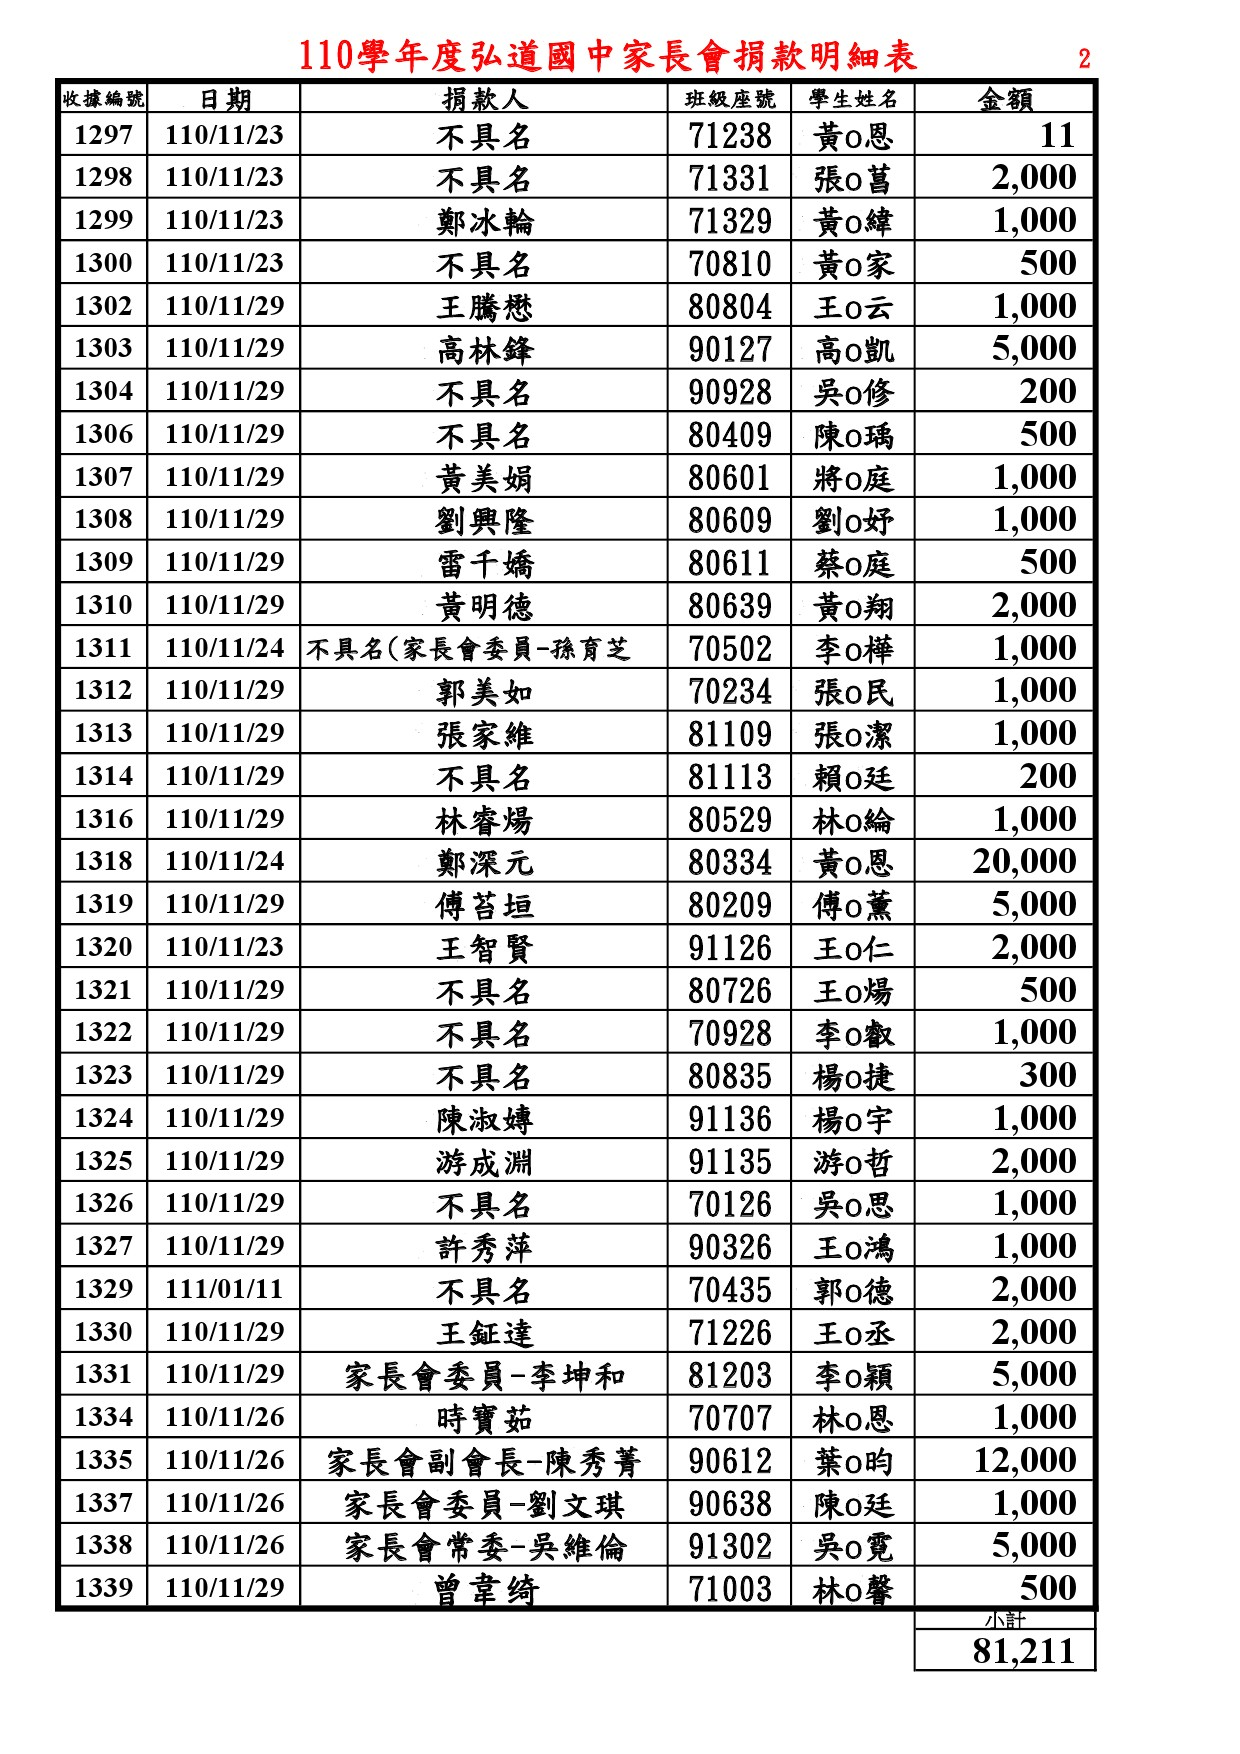 110學年度弘道國中家長會捐款明細表 2
收據編號 日期 捐款人 班級座號 學生姓名 金額
1297 110/11/23 不具名 71238 黃o恩 11
1298 110/11/23 不具名 71331 張o菖 2,000
1299 110/11/23 鄭冰輪 71329 黃o緯 1,000
1300 110/11/23 不具名 70810 黃o家 500
1302 110/11/29 王騰懋 80804 王o云 1,000
1303 110/11/29 高林鋒 90127 高o凱 5,000
1304 110/11/29 不具名 90928 吳o修 200
1306 110/11/29 不具名 80409 陳o瑀 500
1307 110/11/29 黃美娟 80601 將o庭 1,000
1308 110/11/29 劉興隆 80609 劉o妤 1,000
1309 110/11/29 雷千嬌 80611 蔡o庭 500
1310 110/11/29 黃明德 80639 黃o翔 2,000
1311 110/11/24 不具名(家長會委員-孫育芝 70502 李o樺 1,000
1312 110/11/29 郭美如 70234 張o民 1,000
1313 110/11/29 張家維 81109 張o潔 1,000
1314 110/11/29 不具名 81113 賴o廷 200
1316 110/11/29 林睿煬 80529 林o綸 1,000
1318 110/11/24 鄭深元 80334 黃o恩 20,000
1319 110/11/29 傅苔垣 80209 傅o薰 5,000
1320 110/11/23 王智賢 91126 王o仁 2,000
1321 110/11/29 不具名 80726 王o煬 500
1322 110/11/29 不具名 70928 李o叡 1,000
1323 110/11/29 不具名 80835 楊o捷 300
1324 110/11/29 陳淑嫥 91136 楊o宇 1,000
1325 110/11/29 游成淵 91135 游o哲 2,000
1326 110/11/29 不具名 70126 吳o思 1,000
1327 110/11/29 許秀萍 90326 王o鴻 1,000
1329 111/01/11 不具名 70435 郭o德 2,000
1330 110/11/29 王鉦達 71226 王o丞 2,000
1331 110/11/29 家長會委員-李坤和 81203 李o穎 5,000
1334 110/11/26 時寶茹 70707 林o恩 1,000
1335 110/11/26 家長會副會長-陳秀菁 90612 葉o昀 12,000
1337 110/11/26 家長會委員-劉文琪 90638 陳o廷 1,000
1338 110/11/26 家長會常委-吳維倫 91302 吳o霓 5,000
1339 110/11/29 曾韋綺 71003 林o馨 500
小計
81,211